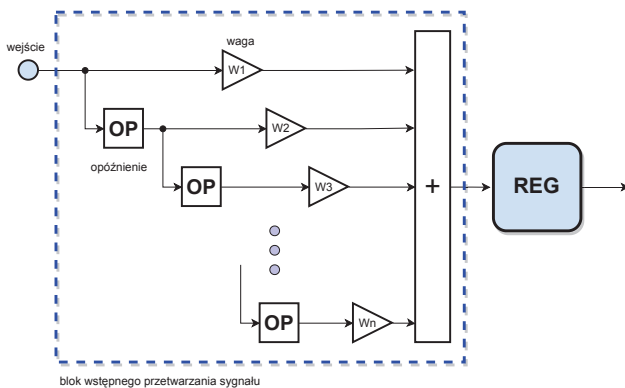 wejście
waga
W1
OP
W2
opóźnienie
OP
W3
+
REG
OP
Wn
blok wstępnego przetwarzania sygnału